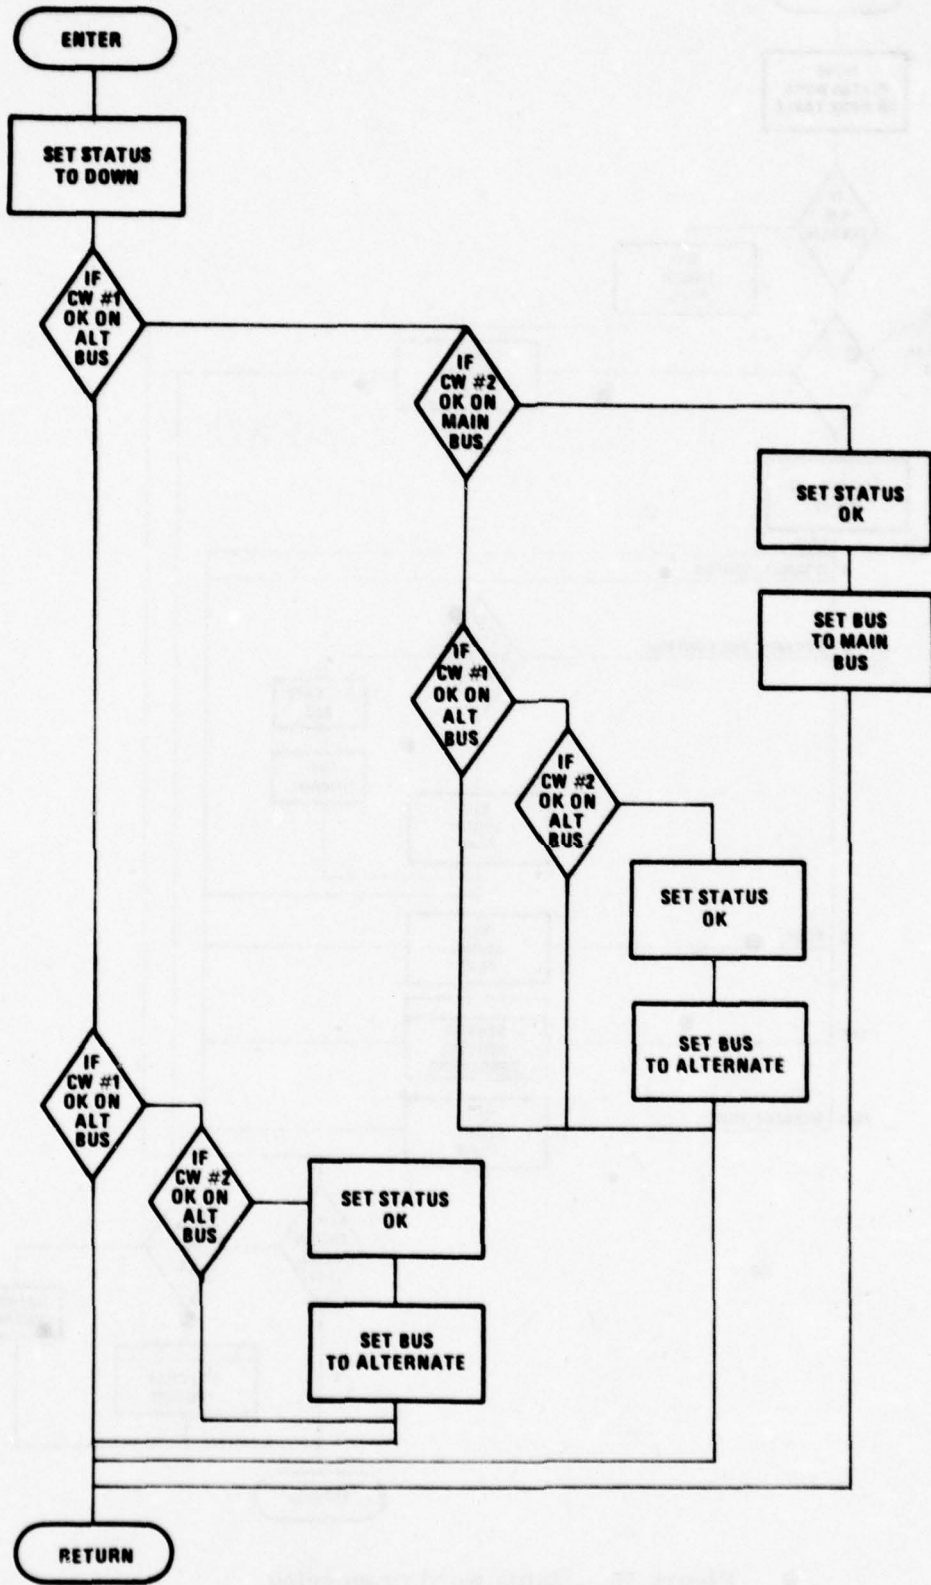 ENTER
SET STATUS
TO DOWN
IF
CW #1
OK ON
ALT
BUS
IF
CW #2
OK ON
MAIN
BUS
SET STATUS
OK
SET BUS
TO MAIN
BUS
IF
CW #1
OK ON
ALT
BUS
IF
CW #2
OK ON
ALT
BUS
SET STATUS
OK
SET BUS
TO ALTERNATE
IF
CW #1
OK ON
ALT
BUS
IF
CW #2
OK ON
ALT
BUS
SET STATUS
OK
SET BUS
TO ALTERNATE
RETURN